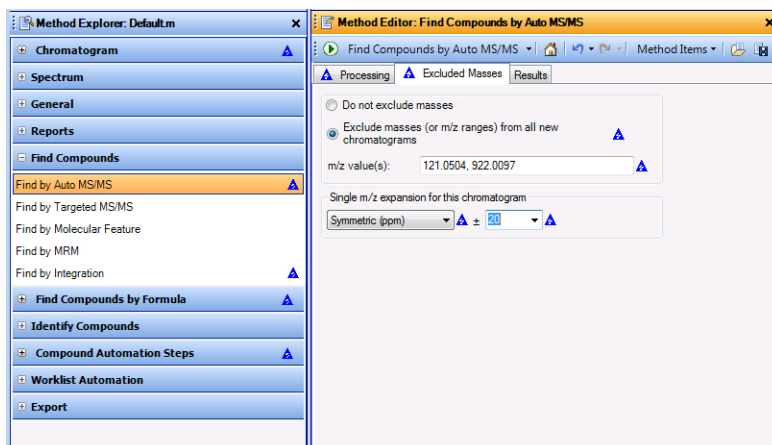 Method Explorer: Default.m
Chromatogram
Spectrum
General
Reports
Find Compounds
Find by Auto MS/MS
Find by Targeted MS/MS
Find by Molecular Feature
Find by MRM
Find by Integration
Find Compounds by Formula
Identify Compounds
Compound Automation Steps
Worklist Automation
Export
Method Editor: Find Compounds by Auto MS/MS
Find Compounds by Auto MS/MS Method Items
Processing Excluded Masses Results
Do not exclude masses
Exclude masses (or m/z ranges) from all new
chromatograms
m/z value(s): 121.0504, 922.0097
Single m/z expansion for this chromatogram
Symmetric (ppm) ± 20